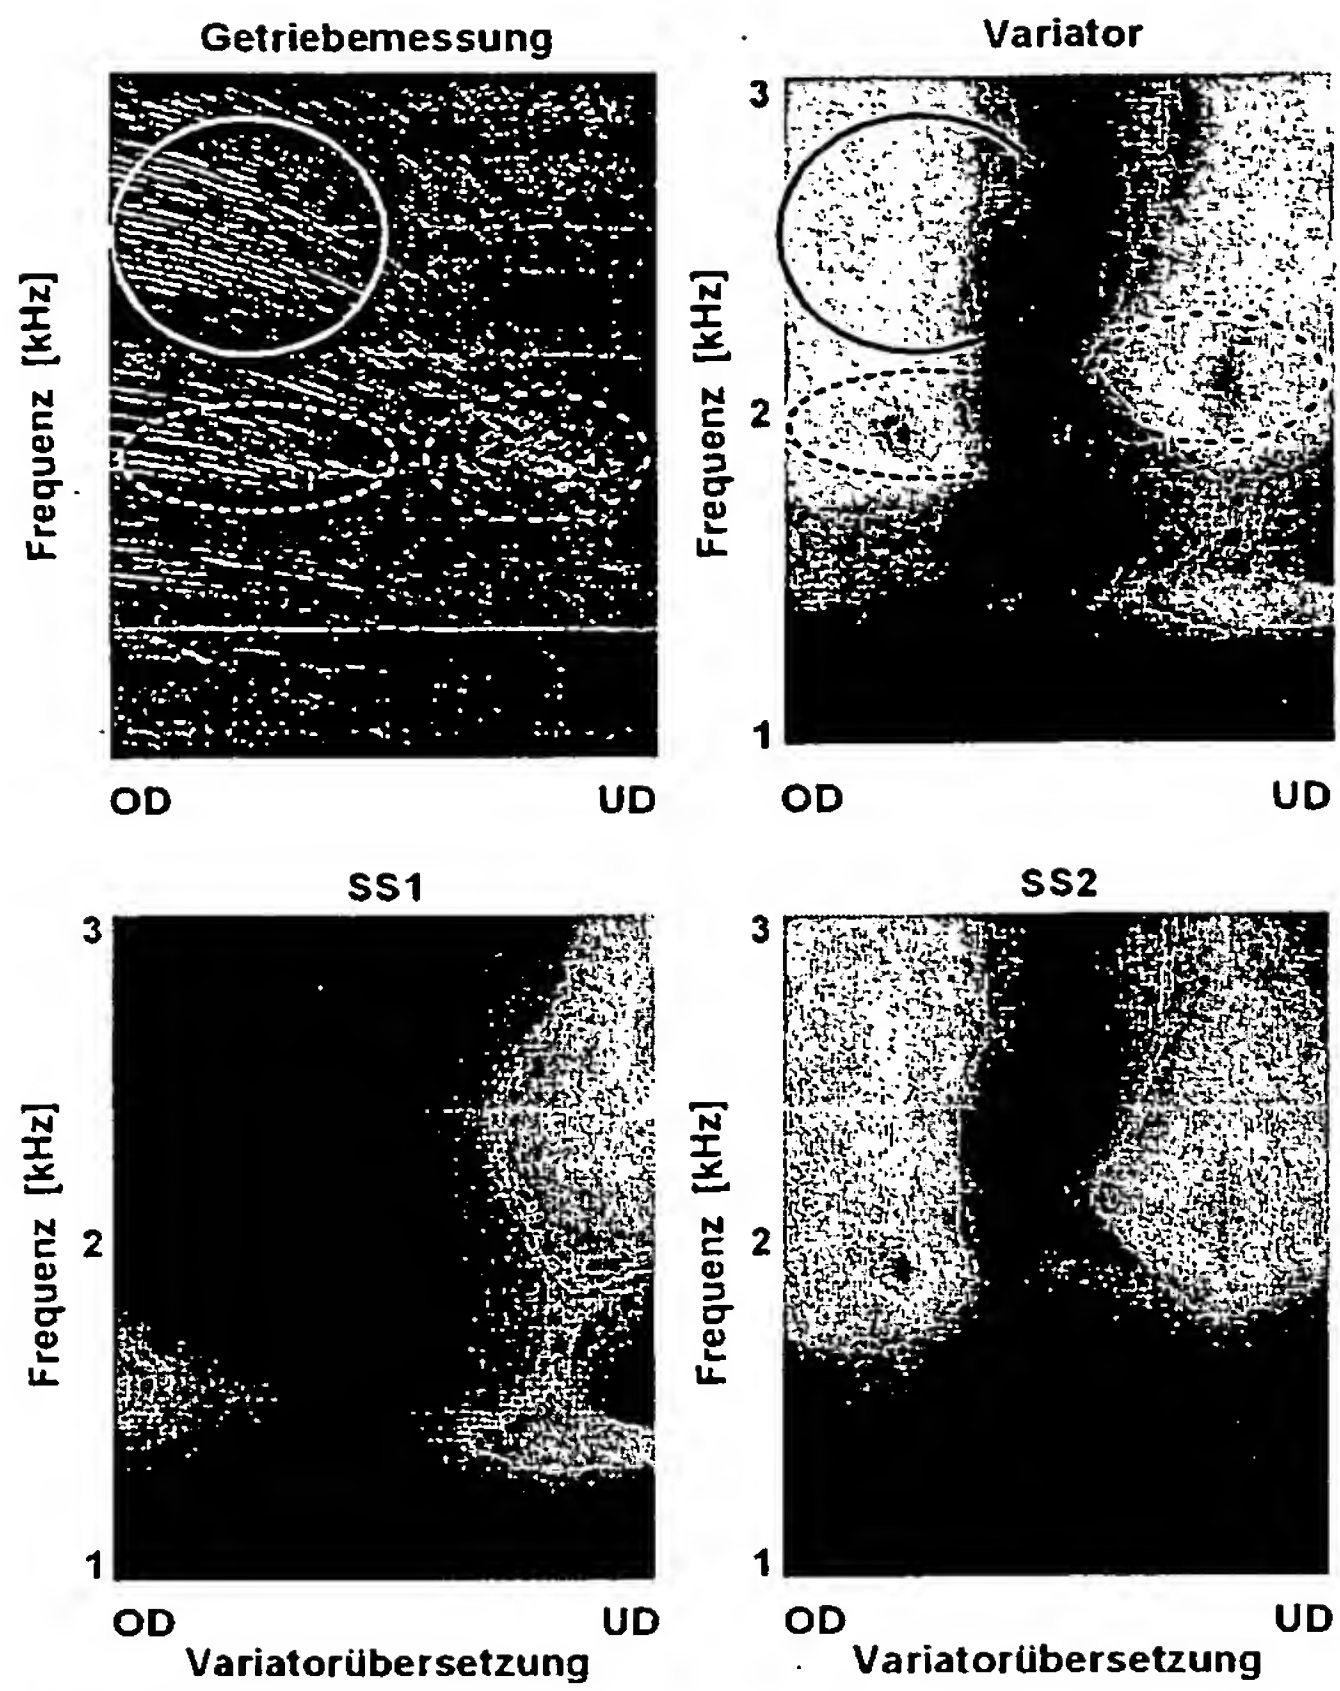 Getriebemessung
Variator
Frequenz [kHz]
OD
UD
3
Frequenz [kHz]
2
1
OD
UD
SS1
SS2
3
Frequenz [kHz]
2
1
OD
UD
Variatorübersetzung
3
Frequenz [kHz]
2
1
OD
UD
Variatorübersetzung